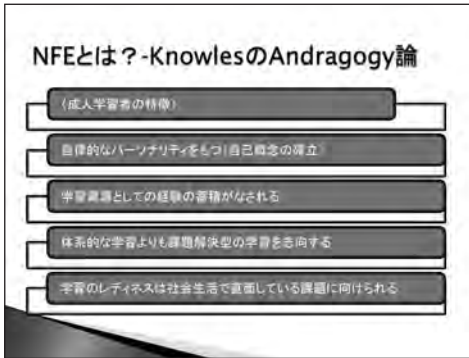 NFEとは？-KnowlesのAndragogy論
（成人学習者の特徴）
自律的なパーソナリティをもつ（自己概念の確立）
学習資源としての経験の蓄積がなされる
体系的な学習よりも課題解決型の学習を志向する
学習のレディネスは社会生活で直面している課題に向けられる